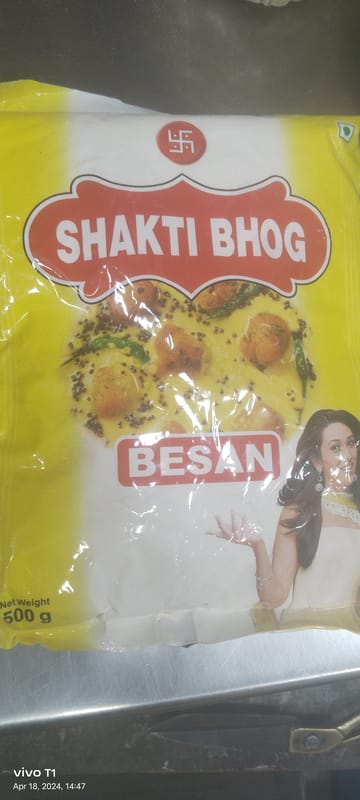 SHAKTI BHOG
BESAN
Net Weight
500 g
vivo T1
Apr 18, 2024, 14:47